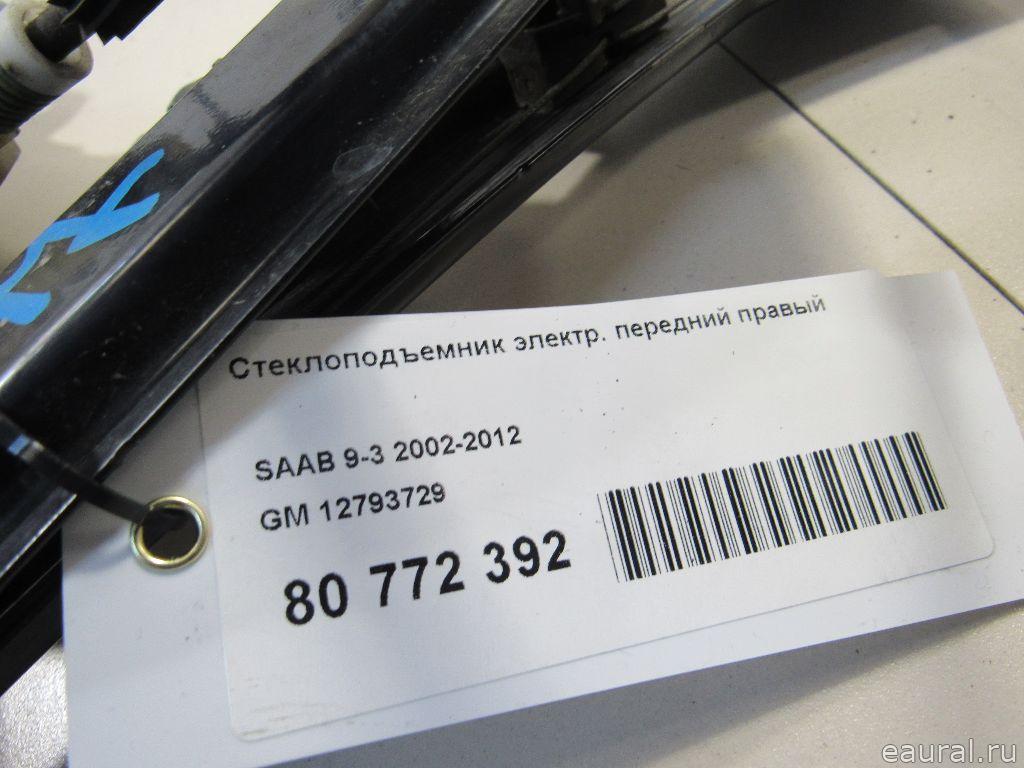 Стеклоподъемник электр. передний правый
SAAB 9-3 2002-2012
GM 12793729
80 772 392
eaural.ru